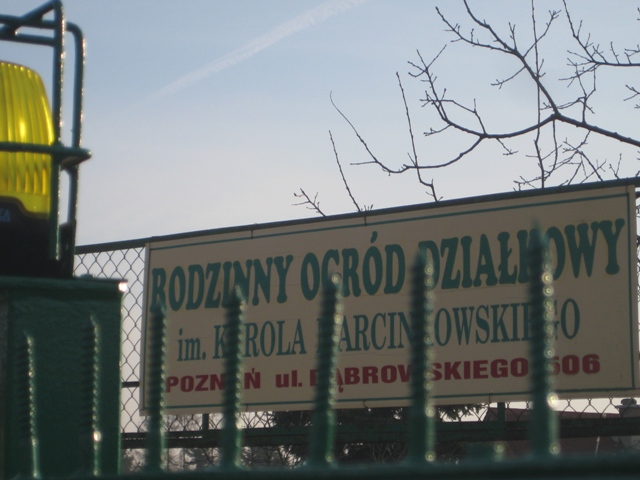 RODZINNY OGRÓD DZIAŁKOWY
im. KAROLA MARCINKOWSKIEGO
POZNAŃ ul. DĄBROWSKIEGO 606